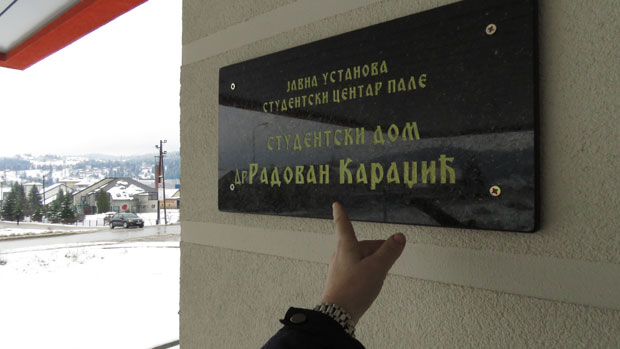 ЈАВНА УСТАНОВА
СТУДЕНТСКИ ЦЕНТАР ПАЛЕ
СТУДЕНТСКИ ДОМ
ДР РАДОВАН КАРАЏИЋ